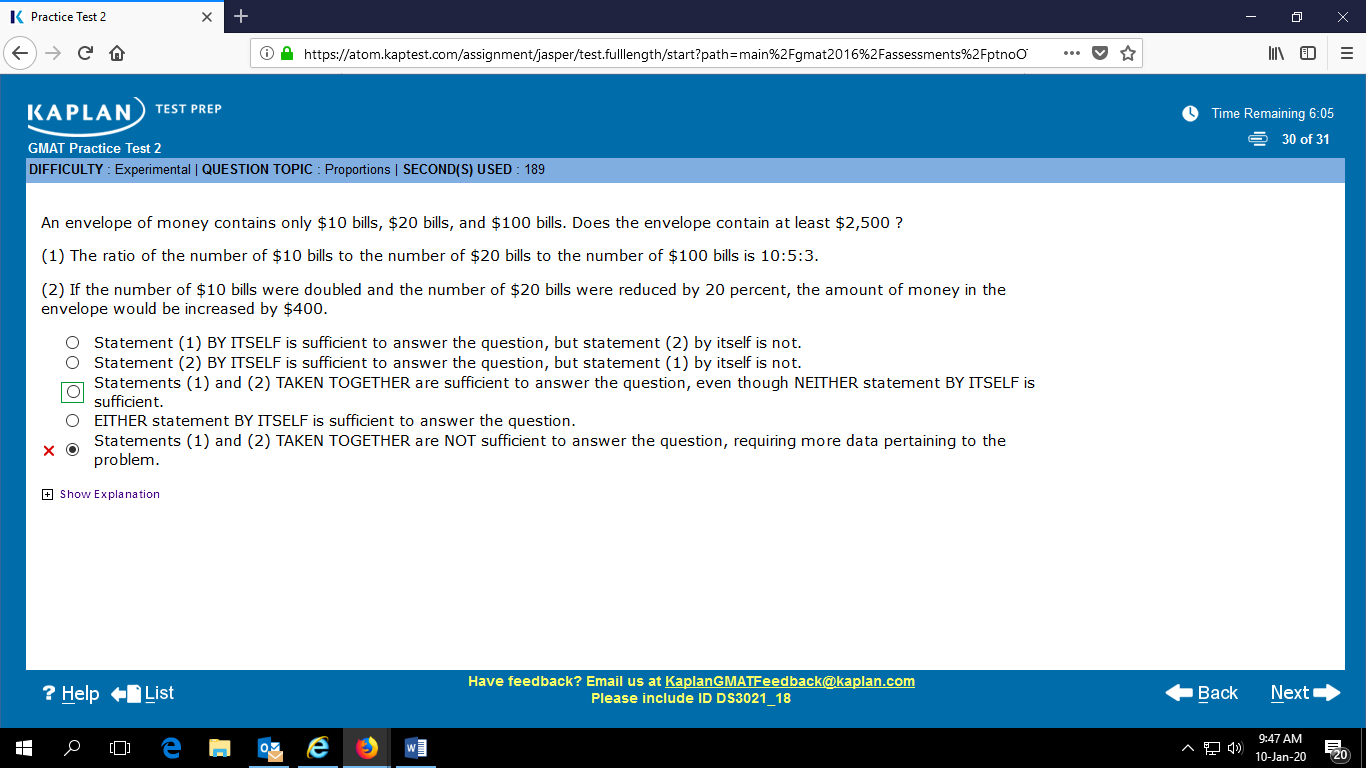 Practice Test 2
https://atom.kaptest.com/assignment/jasper/test.fulllength/start?path=main%2Fgmat2016%2Fassessments%2FptnoO
KAPLAN TEST PREP
Time Remaining 6:05
GMAT Practice Test 2
30 of 31
DIFFICULTY : Experimental | QUESTION TOPIC : Proportions | SECOND(S) USED : 189
An envelope of money contains only $10 bills, $20 bills, and $100 bills. Does the envelope contain at least $2,500 ?
(1) The ratio of the number of $10 bills to the number of $20 bills to the number of $100 bills is 10:5:3.
(2) If the number of $10 bills were doubled and the number of $20 bills were reduced by 20 percent, the amount of money in the
envelope would be increased by $400.
Statement (1) BY ITSELF is sufficient to answer the question, but statement (2) by itself is not.
Statement (2) BY ITSELF is sufficient to answer the question, but statement (1) by itself is not.
Statements (1) and (2) TAKEN TOGETHER are sufficient to answer the question, even though NEITHER statement BY ITSELF is
sufficient.
EITHER statement BY ITSELF is sufficient to answer the question.
Statements (1) and (2) TAKEN TOGETHER are NOT sufficient to answer the question, requiring more data pertaining to the
problem.
Show Explanation
? Help
List
Have feedback? Email us at KaplanGMATFeedback@kaplan.com
Please include ID DS3021_18
Back
Next
9:47 AM
10-Jan-20
20